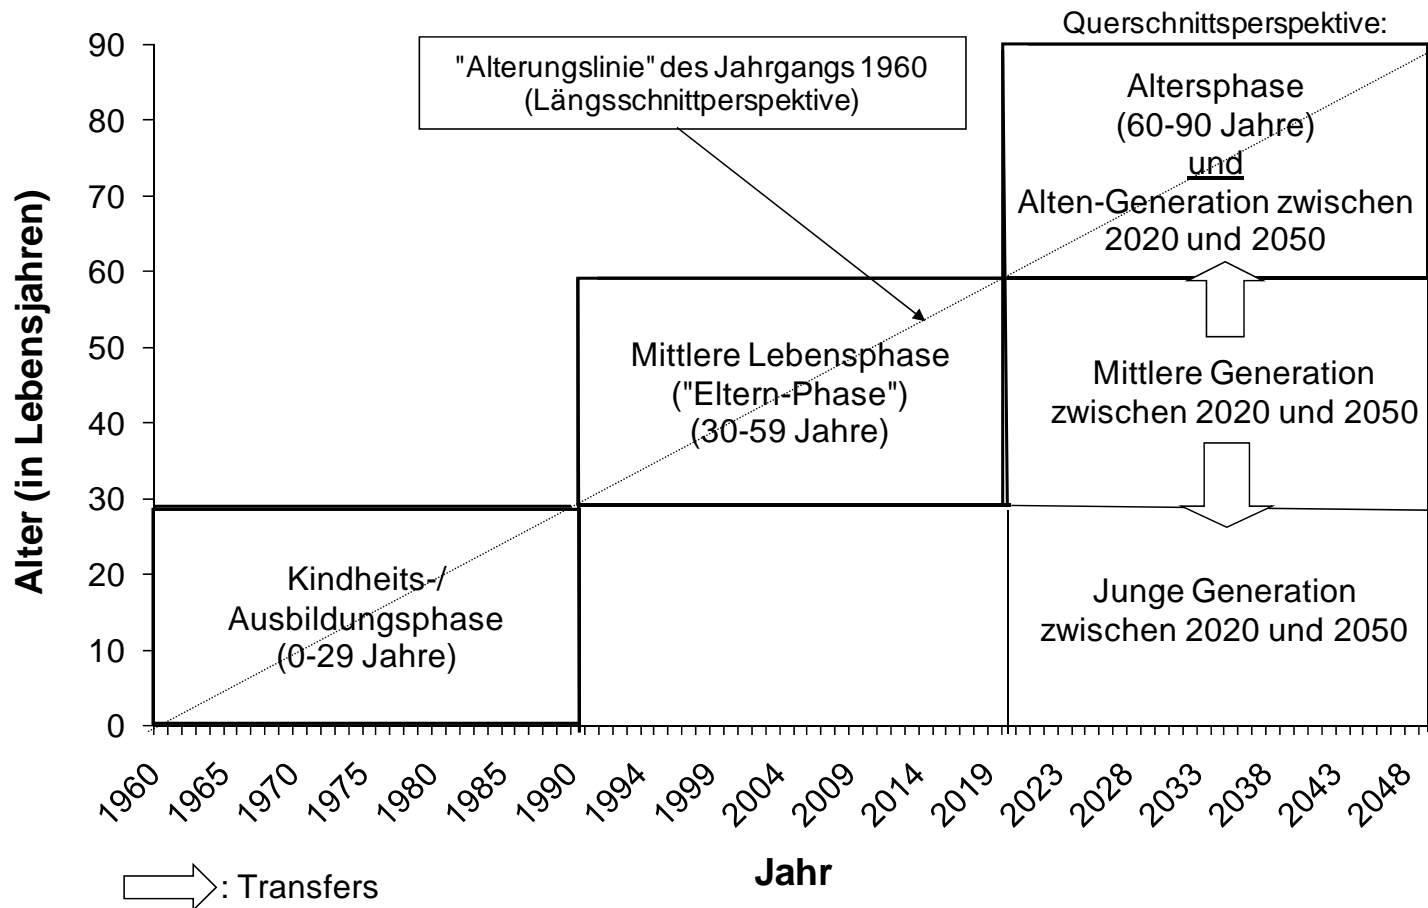 Querschnittsperspektive:
"Alterungslinie" des Jahrgangs 1960
(Längsschnittperspektive)
Altersphase
(60-90 Jahre)
und
Alten-Generation zwischen
2020 und 2050
Mittlere Lebensphase
("Eltern-Phase")
(30-59 Jahre)
Mittlere Generation
zwischen 2020 und 2050
Kindheits-/
Ausbildungsphase
(0-29 Jahre)
Junge Generation
zwischen 2020 und 2050
Alter (in Lebensjahren)
90
80
70
60
50
40
30
20
10
0
1960
1965
1970
1975
1980
1985
1990
1994
1999
2004
2009
2014
2019
2023
2028
2033
2038
2043
2048
Jahr
: Transfers